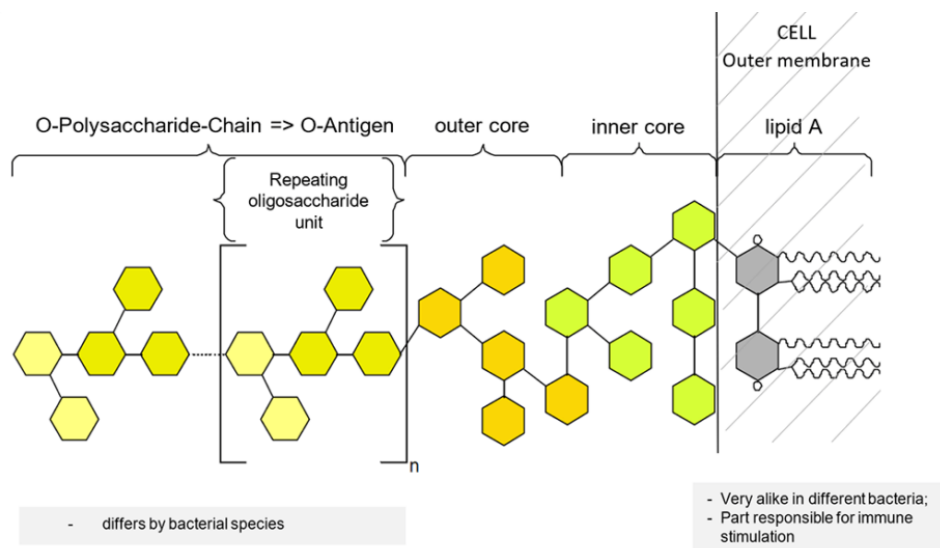 CELL
Outer membrane
O-Polysaccharide-Chain => O-Antigen
outer core
inner core
lipid A
Repeating
oligosaccharide
unit
n
- differs by bacterial species
- Very alike in different bacteria;
- Part responsible for immune
stimulation